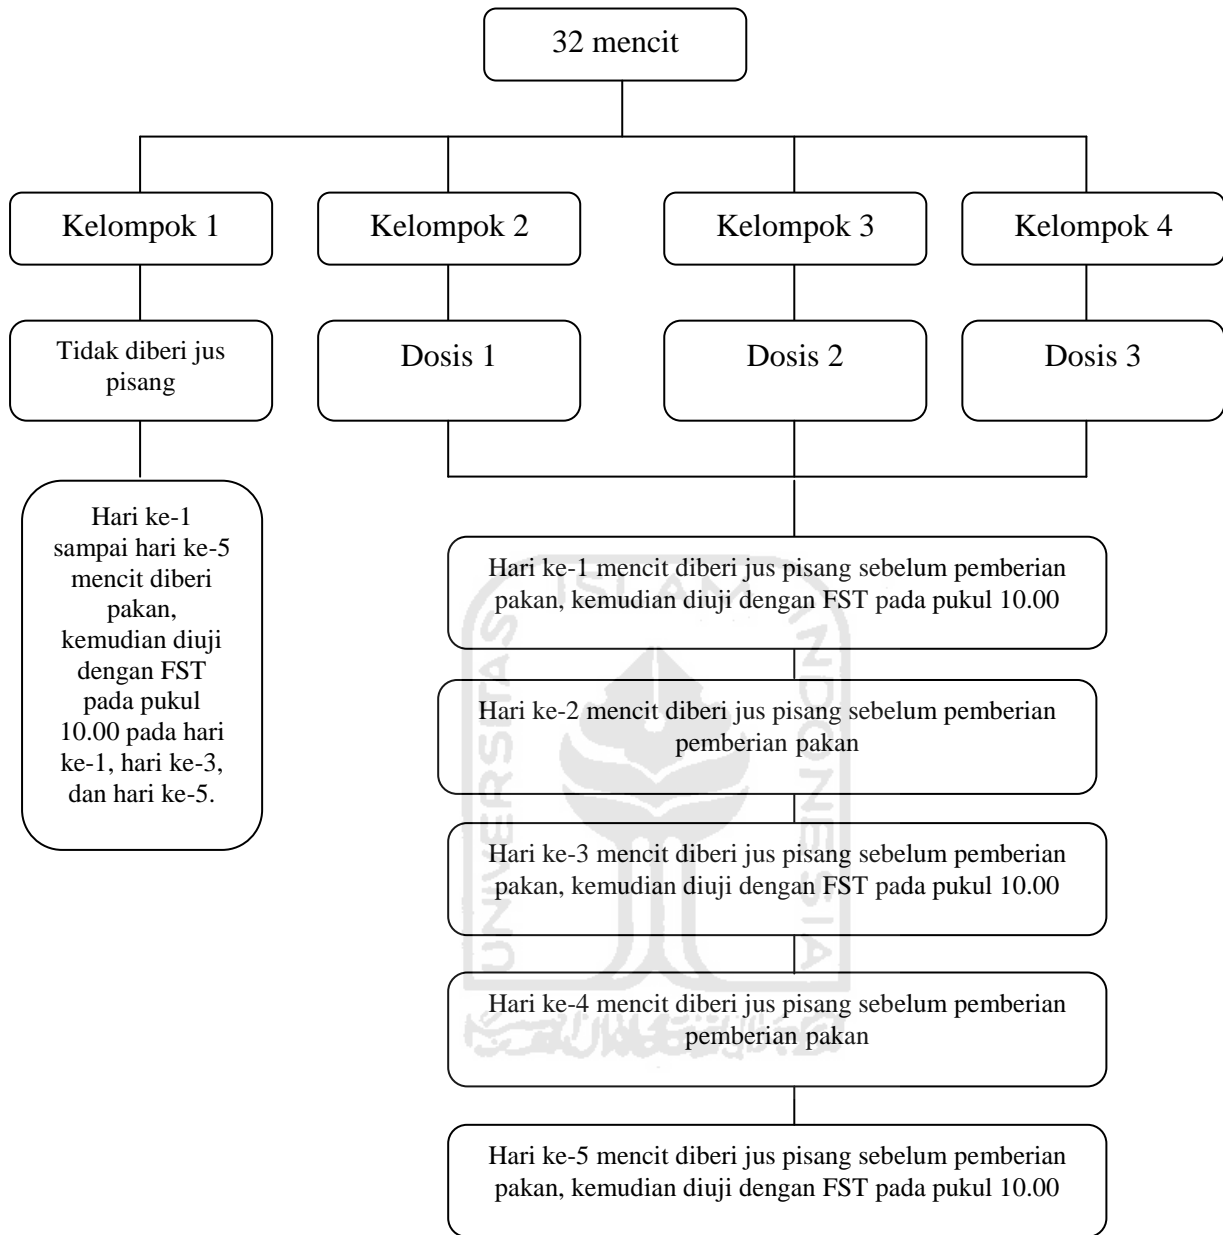 32 mencit
Kelompok 1
Kelompok 2
Kelompok 3
Kelompok 4
Tidak diberi jus
pisang
Dosis 1
Dosis 2
Dosis 3
Hari ke-1
sampai hari ke-5
mencit diberi
pakan,
kemudian diuji
dengan FST
pada pukul
10.00 pada hari
ke-1, hari ke-3,
dan hari ke-5.
Hari ke-1 mencit diberi jus pisang sebelum pemberian
pakan, kemudian diuji dengan FST pada pukul 10.00
Hari ke-2 mencit diberi jus pisang sebelum pemberian
pemberian pakan
Hari ke-3 mencit diberi jus pisang sebelum pemberian
pakan, kemudian diuji dengan FST pada pukul 10.00
Hari ke-4 mencit diberi jus pisang sebelum pemberian
pemberian pakan
Hari ke-5 mencit diberi jus pisang sebelum pemberian
pakan, kemudian diuji dengan FST pada pukul 10.00
UNIVERSITAS
ISLAM
INDONESIA